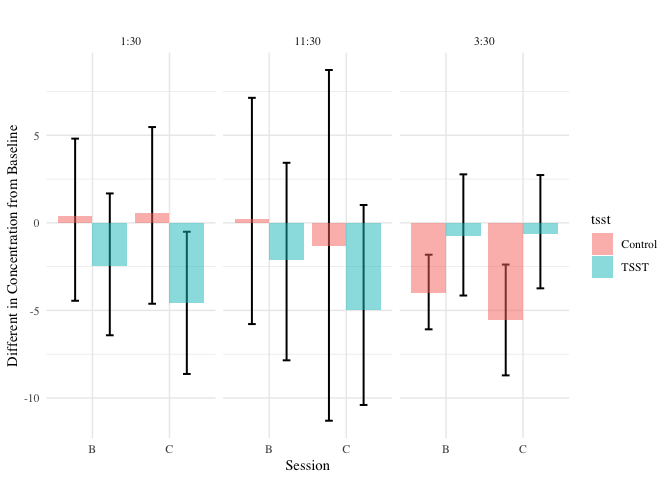 1:30
11:30
3:30
Different in Concentration from Baseline
5
0
-5
-10
B
C
B
C
B
C
Session
tsst
Control
TSST